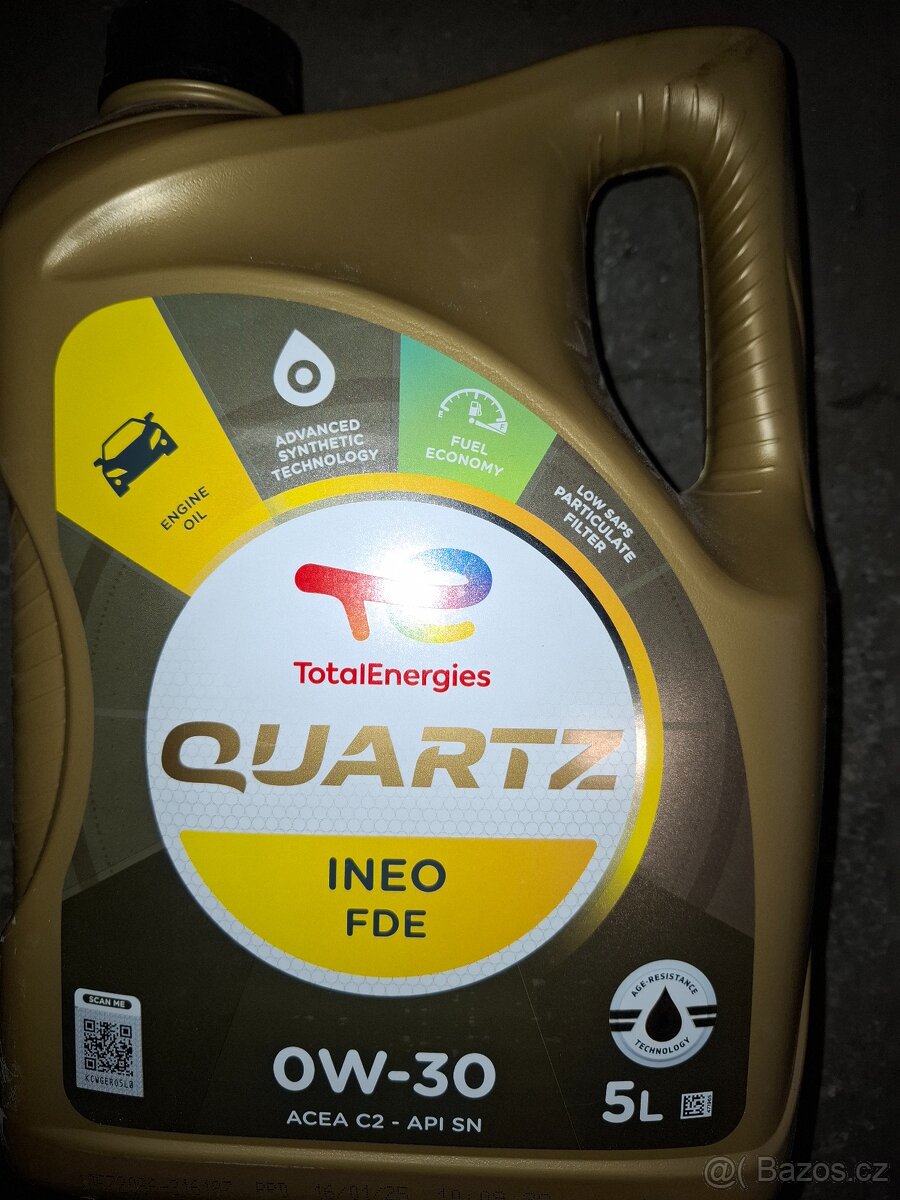 ENGINE
OIL
ADVANCED
SYNTHETIC
TECHNOLOGY
FUEL
ECONOMY
LOW SAPS
PARTICULATE
FILTER
TotalEnergies
QUARTZ
INEO
FDE
SCAN ME
AGE-RESISTANCE
TECHNOLOGY
0W-30
ACEA C2 - API SN
5L
@( Bazos.cz